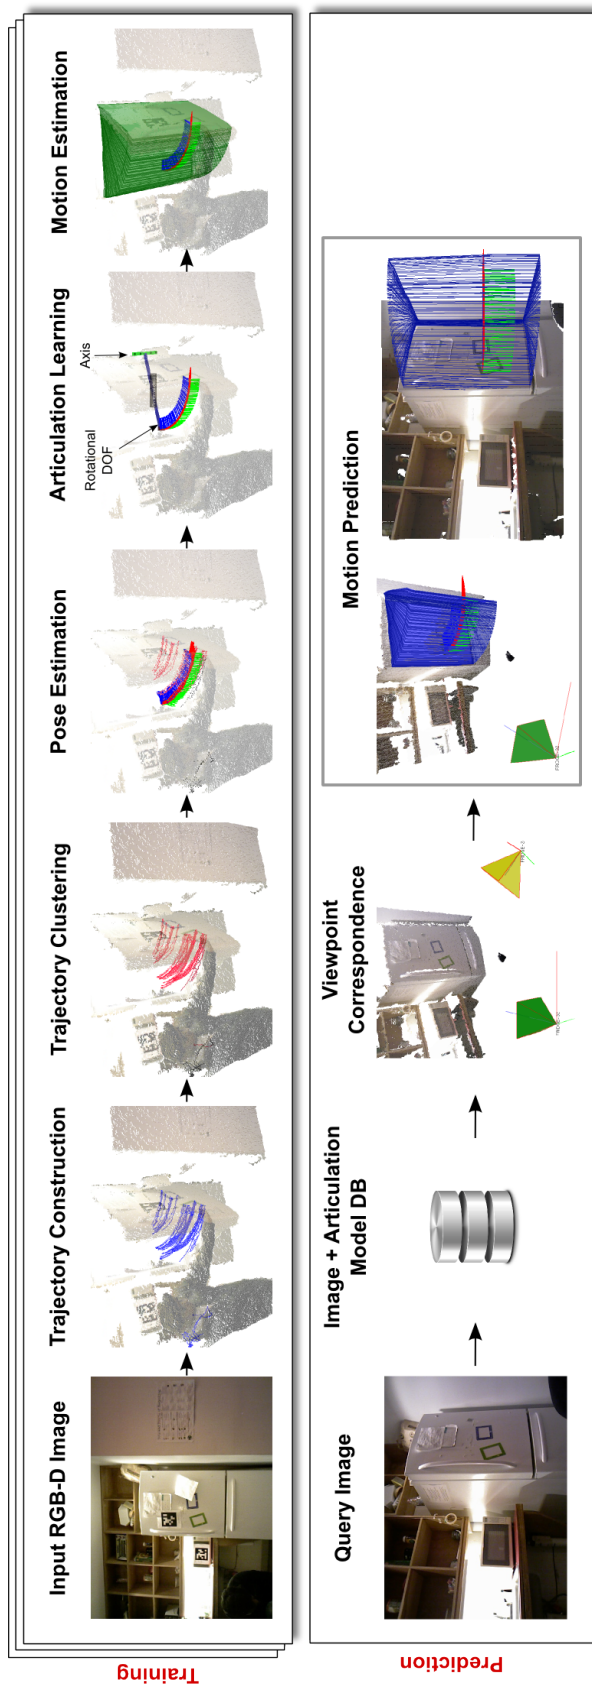 Training
Input RGB-D Image
Trajectory Construction
Trajectory Clustering
Pose Estimation
Articulation Learning
Motion Estimation
Rotational
DOF
Axis
Prediction
Query Image
Image + Articulation
Model DB
Viewpoint
Correspondence
Motion Prediction